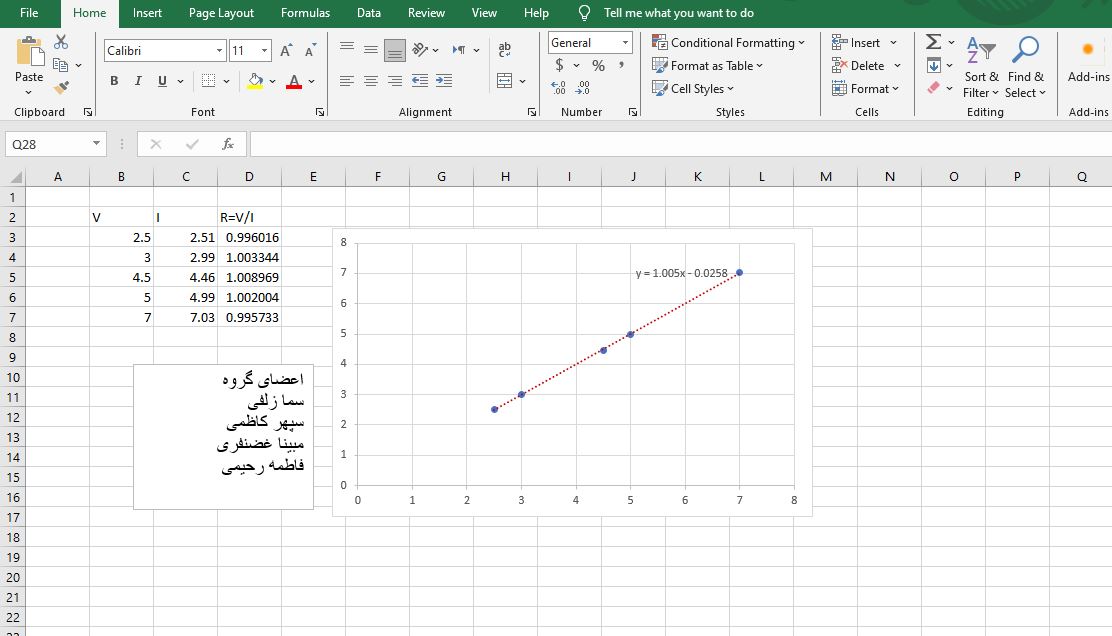 File Home Insert Page Layout Formulas Data Review View Help Tell me what you want to do
Calibri 11 General Conditional Formatting Insert
Paste Format as Table Delete Sort & Find & Add-ins
B I U A $ % , Cell Styles Format Filter Select
Clipboard Font Alignment Number Styles Cells Editing Add-ins
Q28 fx
A B C D E F G H I J K L M N O P Q
1
2 V I R=V/I
3 2.5 2.51 0.996016
4 3 2.99 1.003344
5 4.5 4.46 1.008969
6 5 4.99 1.002004
7 7 7.03 0.995733
8
9
10
11
12
13
14
15
16
17
18
19
20
21
22
23
اعضای گروه
سما زلفی
سپهر کاظمی
مبینا غضنفری
فاطمه رحیمی
8
7
6
5
4
3
2
1
0
y = 1.005x - 0.0258
0 1 2 3 4 5 6 7 8